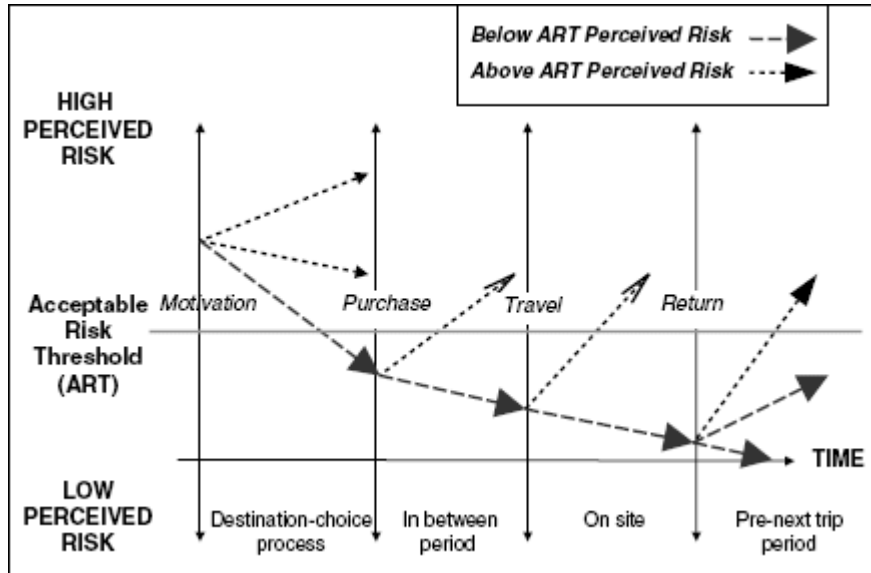 Below ART Perceived Risk
Above ART Perceived Risk
HIGH
PERCEIVED
RISK
Acceptable
Risk
Threshold
(ART)
Motivation
Purchase
Travel
Return
TIME
LOW
PERCEIVED
RISK
Destination-choice
process
In between
period
On site
Pre-next trip
period